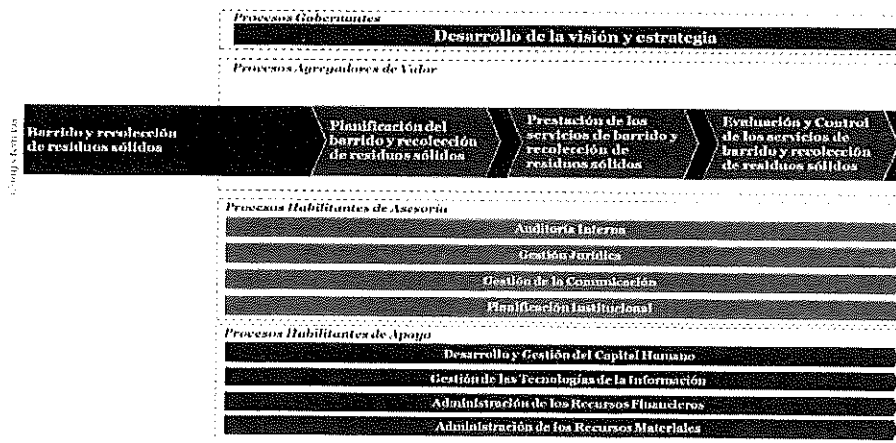 Procesos Gobernantes
Desarrollo de la visión y estrategia
Procesos Agregadores de Valor
Barrido y recolección
de residuos sólidos
Planificación del
barrido y recolección
de residuos sólidos
Prestación de los
servicios de barrido y
recolección de
residuos sólidos
Evaluación y Control
de los servicios de
barrido y recolección
de residuos sólidos
Procesos Habilitantes de Asesoría
Auditoría Interna
Gestión Jurídica
Gestión de la Comunicación
Planificación Institucional
Procesos Habilitantes de Apoyo
Desarrollo y Gestión del Capital Humano
Gestión de las Tecnologías de la Información
Administración de los Recursos Financieros
Administración de los Recursos Materiales